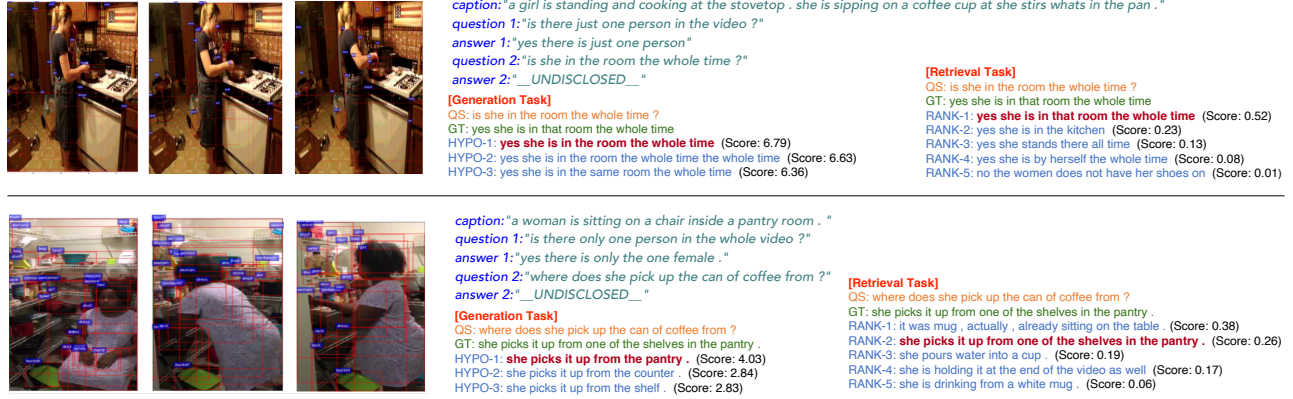 caption:"a girl is standing and cooking at the stovetop . she is sipping on a coffee cup at she stirs whats in the pan ."
question 1:"is there just one person in the video ?"
answer 1:"yes there is just one person"
question 2:"is she in the room the whole time ?"
answer 2:"__UNDISCLOSED__"
[Generation Task]
QS: is she in the room the whole time ?
GT: yes she is in that room the whole time
HYPO-1: yes she is in the room the whole time (Score: 6.79)
HYPO-2: yes she is in the room the whole time the whole time (Score: 6.63)
HYPO-3: yes she is in the same room the whole time (Score: 6.36)
[Retrieval Task]
QS: is she in the room the whole time ?
GT: yes she is in that room the whole time
RANK-1: yes she is in that room the whole time (Score: 0.52)
RANK-2: yes she is in the kitchen (Score: 0.23)
RANK-3: yes she stands there all time (Score: 0.13)
RANK-4: yes she is by herself the whole time (Score: 0.08)
RANK-5: no the women does not have her shoes on (Score: 0.01)
caption:"a woman is sitting on a chair inside a pantry room . "
question 1:"is there only one person in the whole video ?"
answer 1:"yes there is only the one female ."
question 2:"where does she pick up the can of coffee from ?"
answer 2:"__UNDISCLOSED__"
[Generation Task]
QS: where does she pick up the can of coffee from ?
GT: she picks it up from one of the shelves in the pantry .
HYPO-1: she picks it up from the pantry . (Score: 4.03)
HYPO-2: she picks it up from the counter . (Score: 2.84)
HYPO-3: she picks it up from the shelf . (Score: 2.83)
[Retrieval Task]
QS: where does she pick up the can of coffee from ?
GT: she picks it up from one of the shelves in the pantry .
RANK-1: it was mug , actually , already sitting on the table . (Score: 0.38)
RANK-2: she picks it up from one of the shelves in the pantry . (Score: 0.26)
RANK-3: she pours water into a cup . (Score: 0.19)
RANK-4: she is holding it at the end of the video as well (Score: 0.17)
RANK-5: she is drinking from a white mug . (Score: 0.06)